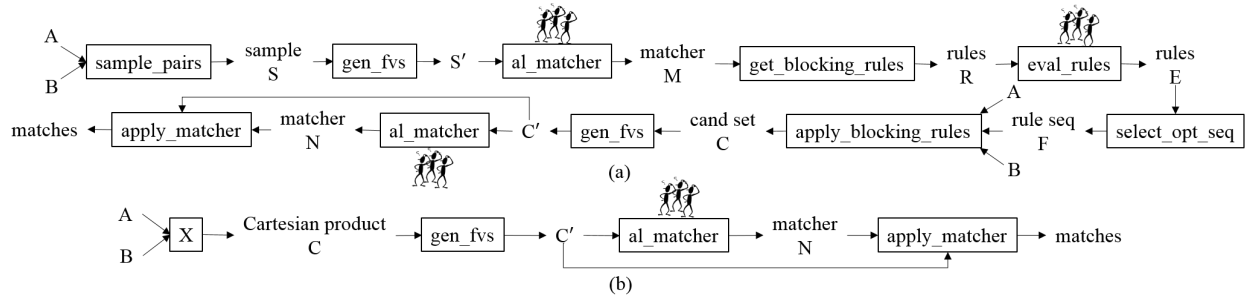 A
B
sample_pairs
sample
S
gen_fvs
S′
al_matcher
matcher
M
get_blocking_rules
rules
R
eval_rules
rules
E
matches
apply_matcher
matcher
N
al_matcher
C′
gen_fvs
cand set
C
apply_blocking_rules
A
B
rule seq
F
select_opt_seq
(a)
A
B
X
Cartesian product
C
gen_fvs
C′
al_matcher
matcher
N
apply_matcher
matches
(b)